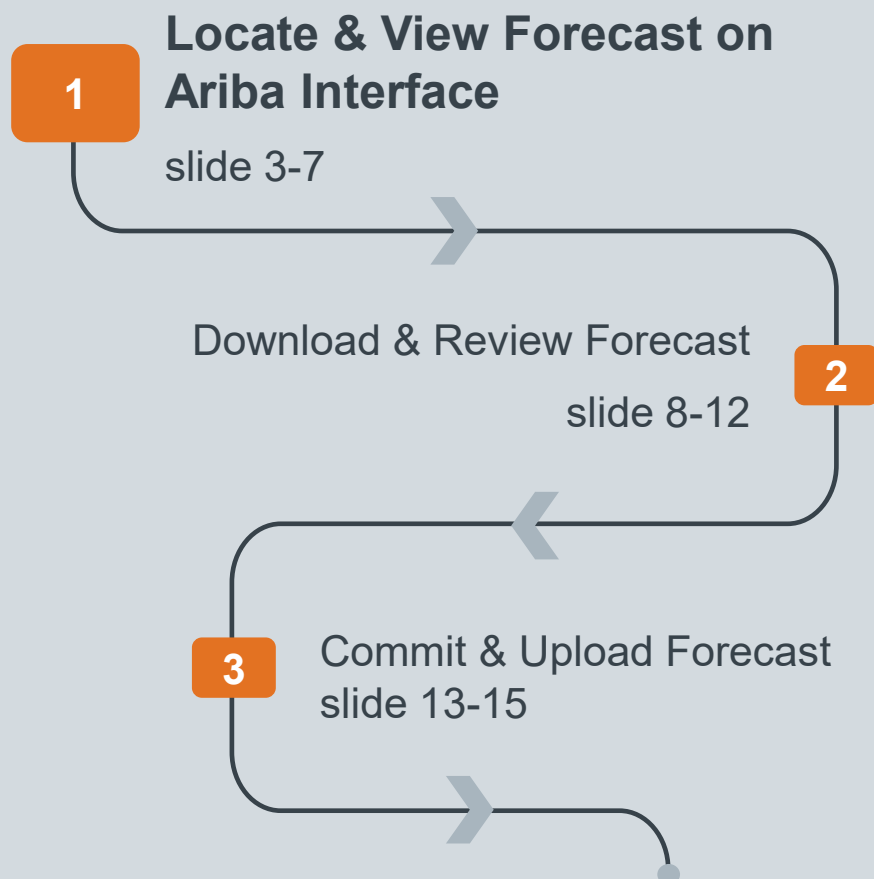 1
Locate & View Forecast on
Ariba Interface
slide 3-7
Download & Review Forecast
2
slide 8-12
3
Commit & Upload Forecast
slide 13-15